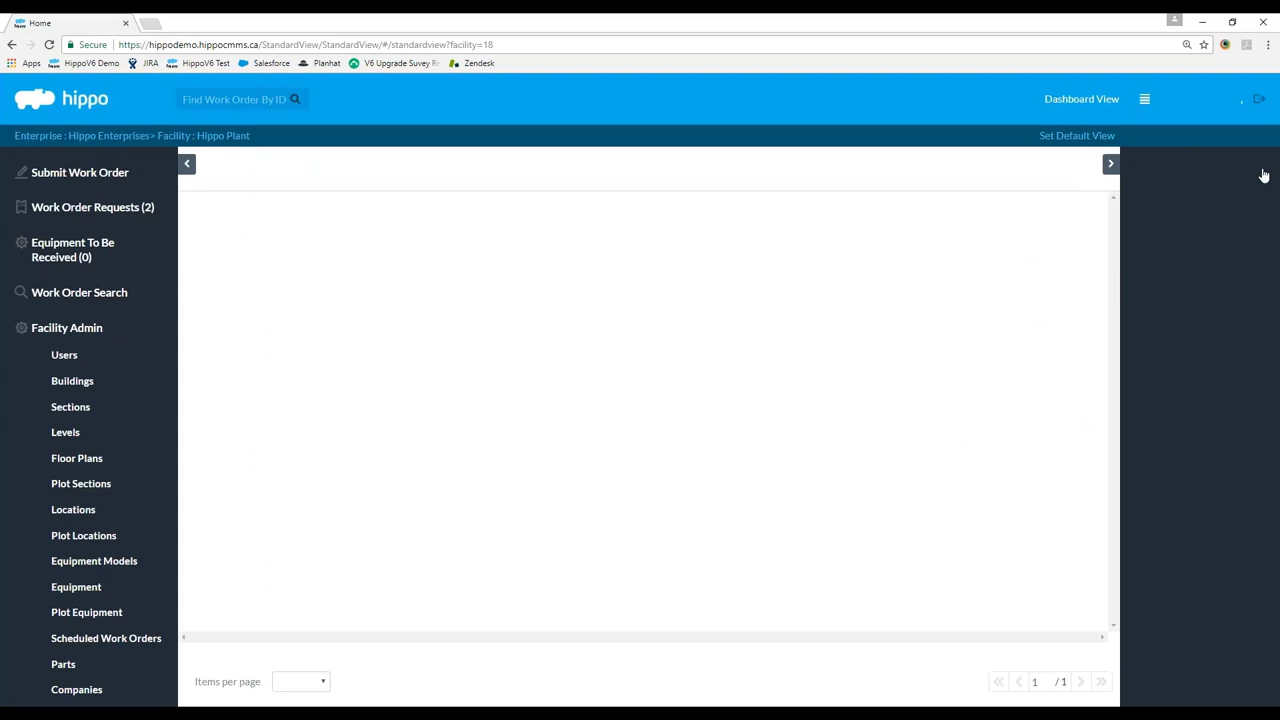 Home
Secure
https://hippodemo.hippocmms.ca/StandardView/StandardView/#/standardview?facility=18
Apps
HippoV6 Demo
JIRA
HippoV6 Test
Salesforce
Planhat
V6 Upgrade Suvey Re
Zendesk
hippo
Find Work Order By ID
Dashboard View
,
Enterprise : Hippo Enterprises> Facility : Hippo Plant
Set Default View
Submit Work Order
Work Order Requests (2)
Equipment To Be
Received (0)
Work Order Search
Facility Admin
Users
Buildings
Sections
Levels
Floor Plans
Plot Sections
Locations
Plot Locations
Equipment Models
Equipment
Plot Equipment
Scheduled Work Orders
Parts
Companies
Items per page
1 / 1